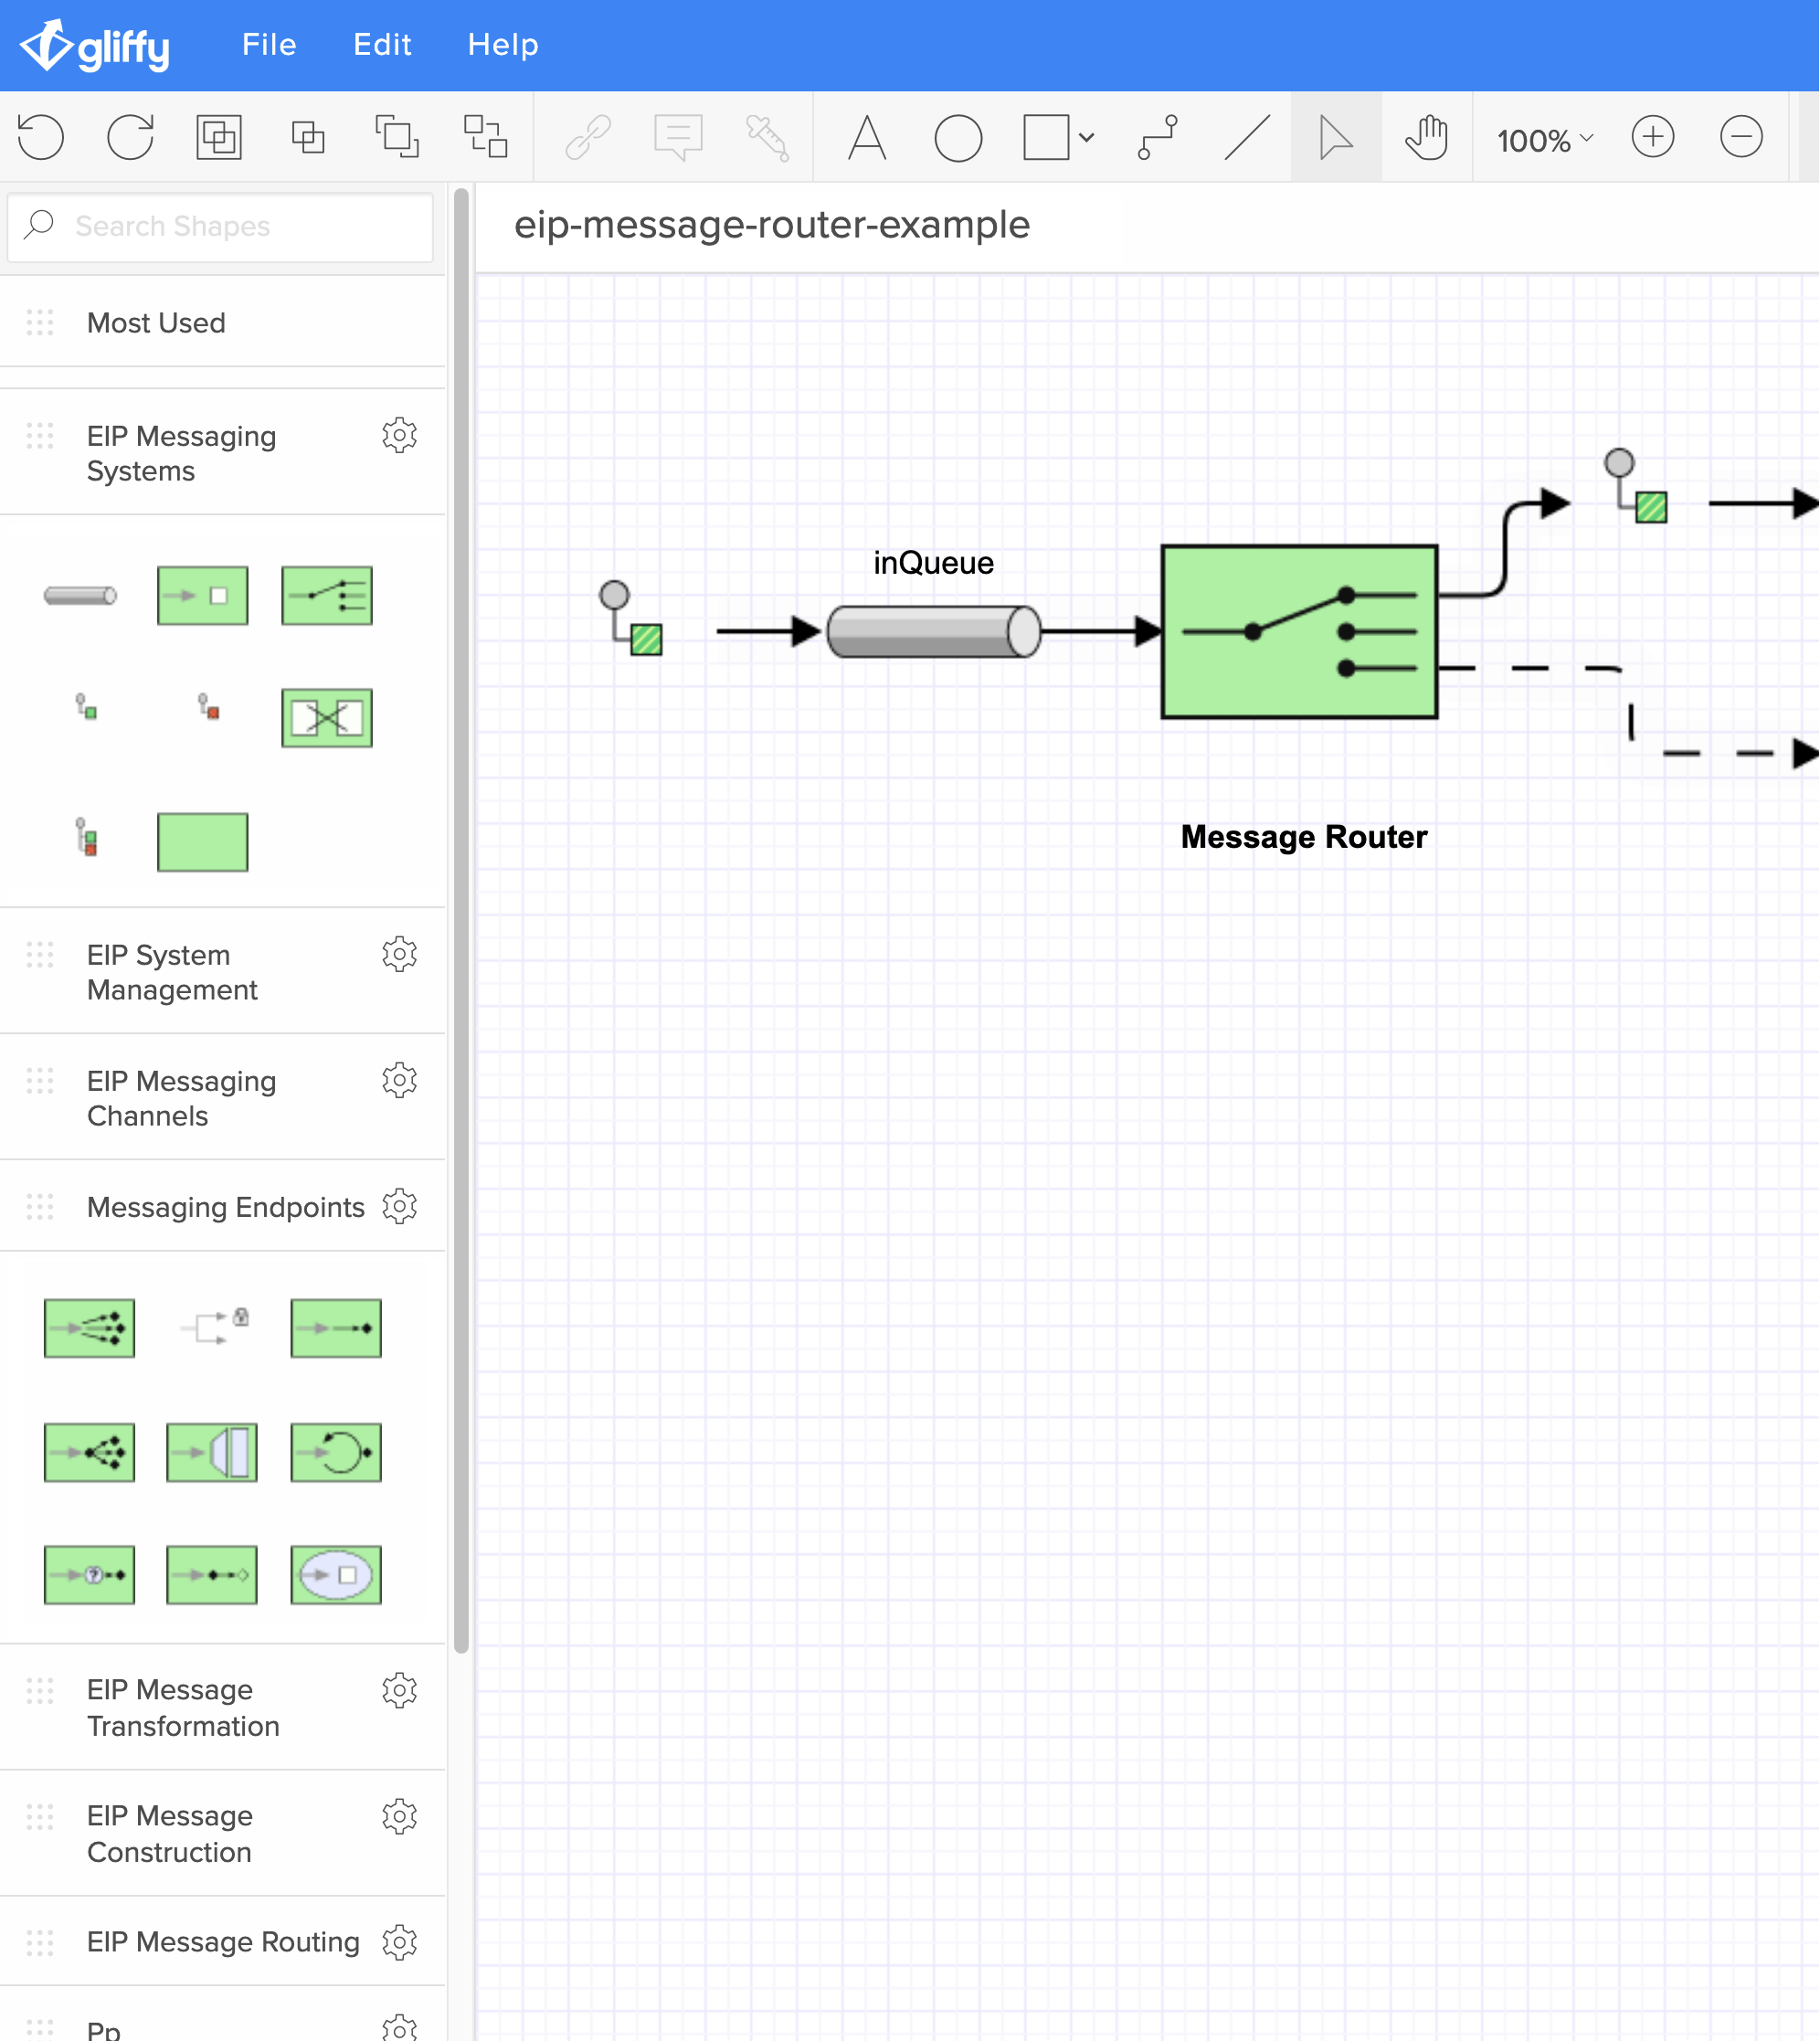 gliffy
File Edit Help
100%
Search Shapes
eip-message-router-example
Most Used
EIP Messaging
Systems
inQueue
Message Router
EIP System
Management
EIP Messaging
Channels
Messaging Endpoints
?
EIP Message
Transformation
EIP Message
Construction
EIP Message Routing
Pp